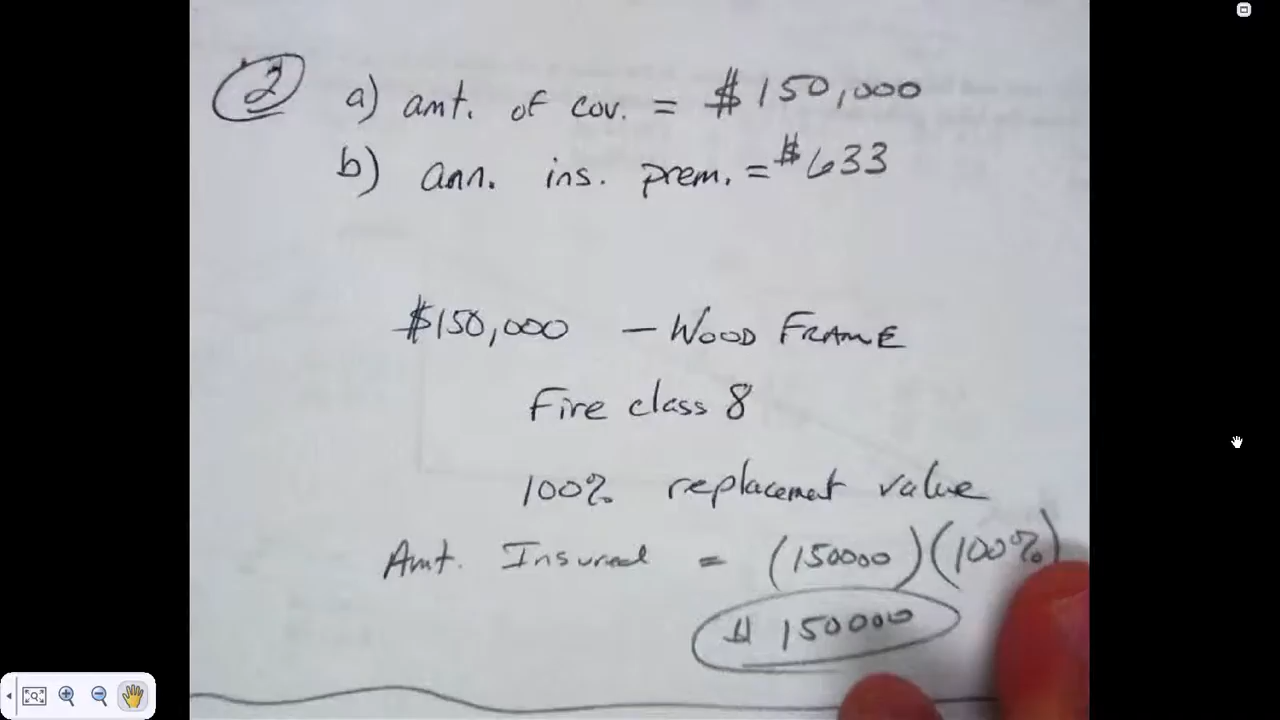 2
a) amt. of cov. = $150,000
b) ann. ins. prem. = $633
$150,000 — WOOD FRAME
Fire class 8
100% replacemet value
Amt. Insured = (150000)(100%)
$ 150000